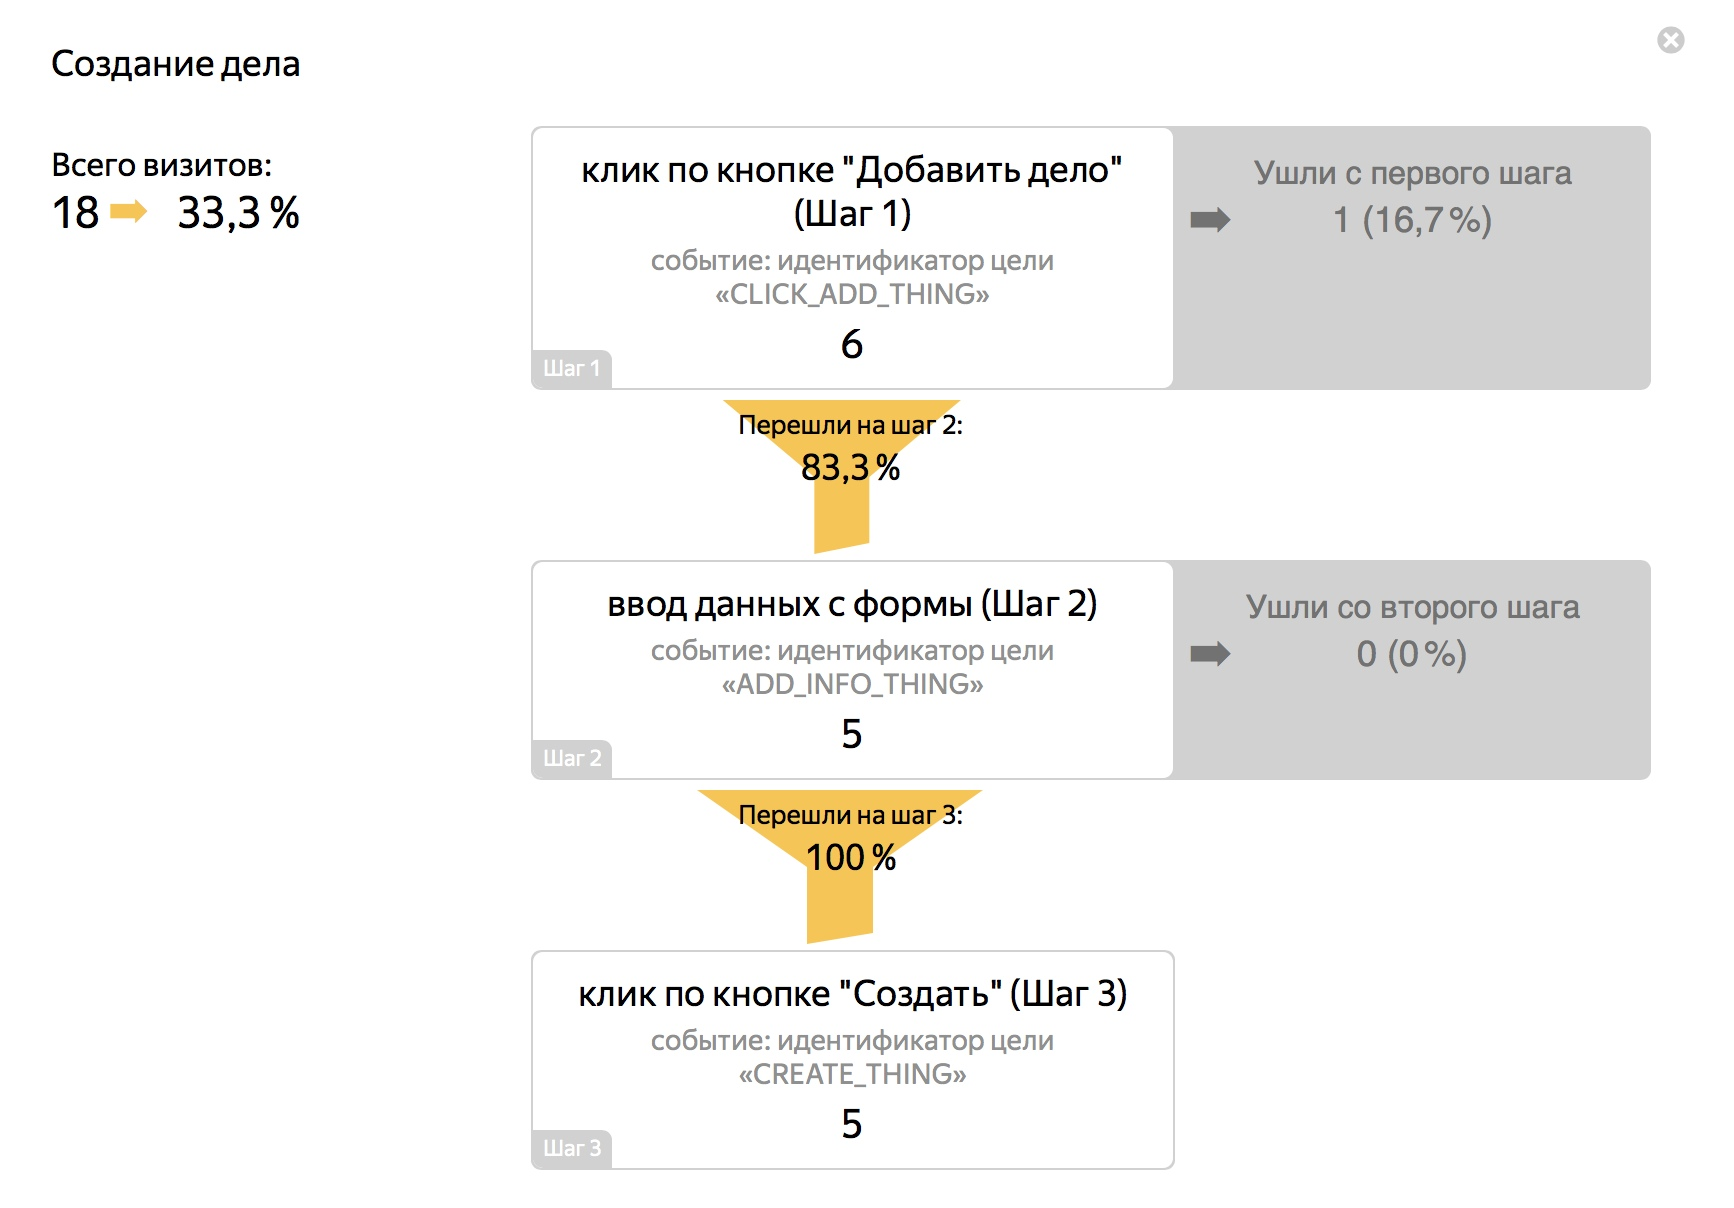 Создание дела
Всего визитов:
18 33,3 %
клик по кнопке "Добавить дело"
(Шаг 1)
событие: идентификатор цели
«CLICK_ADD_THING»
6
Шаг 1
Ушли с первого шага
1 (16,7 %)
Перешли на шаг 2:
83,3 %
ввод данных с формы (Шаг 2)
событие: идентификатор цели
«ADD_INFO_THING»
5
Шаг 2
Ушли со второго шага
0 (0 %)
Перешли на шаг 3:
100 %
клик по кнопке "Создать" (Шаг 3)
событие: идентификатор цели
«CREATE_THING»
5
Шаг 3